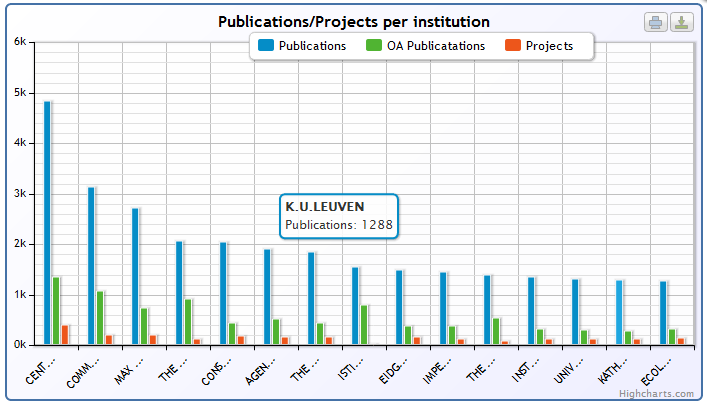 Publications/Projects per institution
Publications OA Publicatations Projects
6k
5k
4k
3k
2k
1k
0k
K.U.LEUVEN
Publications: 1288
CENT ...
COMM...
MAX ...
THE ...
CONS...
AGEN...
THE ...
ISTI ...
EIDG...
IMPE...
THE ...
INST...
UNIV...
KATH...
ECOL...
Highcharts.com